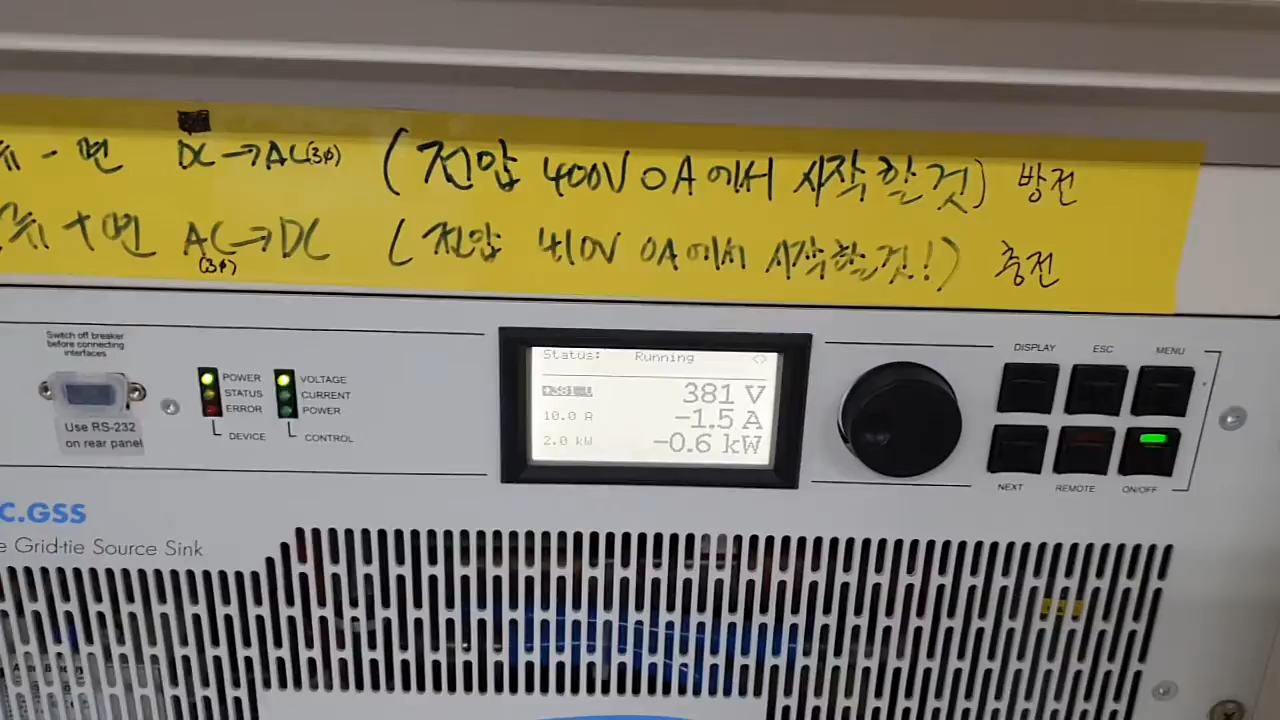 - 면 DC→AC(3φ) (전압 400V 0A에서 시작할것) 방전
+면 AC→DC (전압 410V 0A에서 시작할것!) 충전
(3φ)
Switch off breaker
before connecting
interfaces
Use RS-232
on rear panel
POWER
STATUS
ERROR
DEVICE
VOLTAGE
CURRENT
POWER
CONTROL
Status: Running <>
381 V
10.0 A -1.5 A
2.0 kW -0.6 kW
DISPLAY ESC MENU
NEXT REMOTE ON/OFF
C.GSS
Grid-tie Source Sink